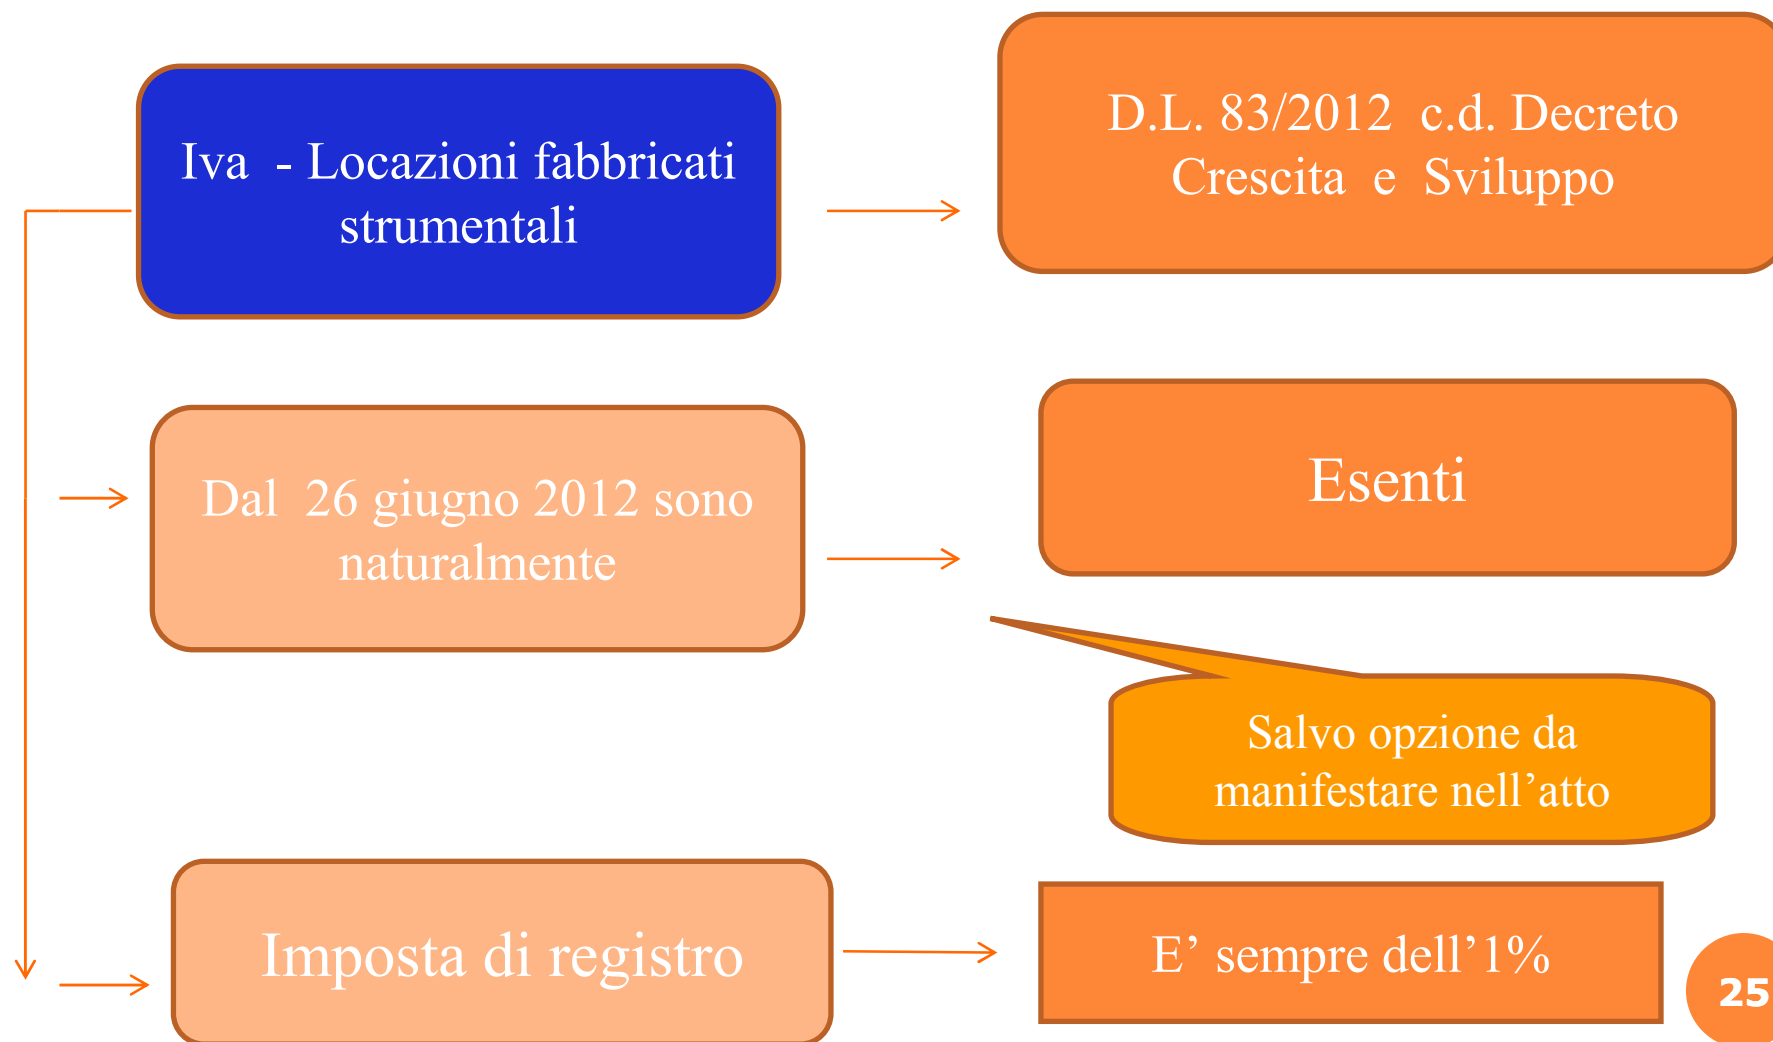 Iva - Locazioni fabbricati
strumentali
D.L. 83/2012 c.d. Decreto
Crescita e Sviluppo
Dal 26 giugno 2012 sono
naturalmente
Esenti
Salvo opzione da
manifestare nell’atto
Imposta di registro
E’ sempre dell’1%
25